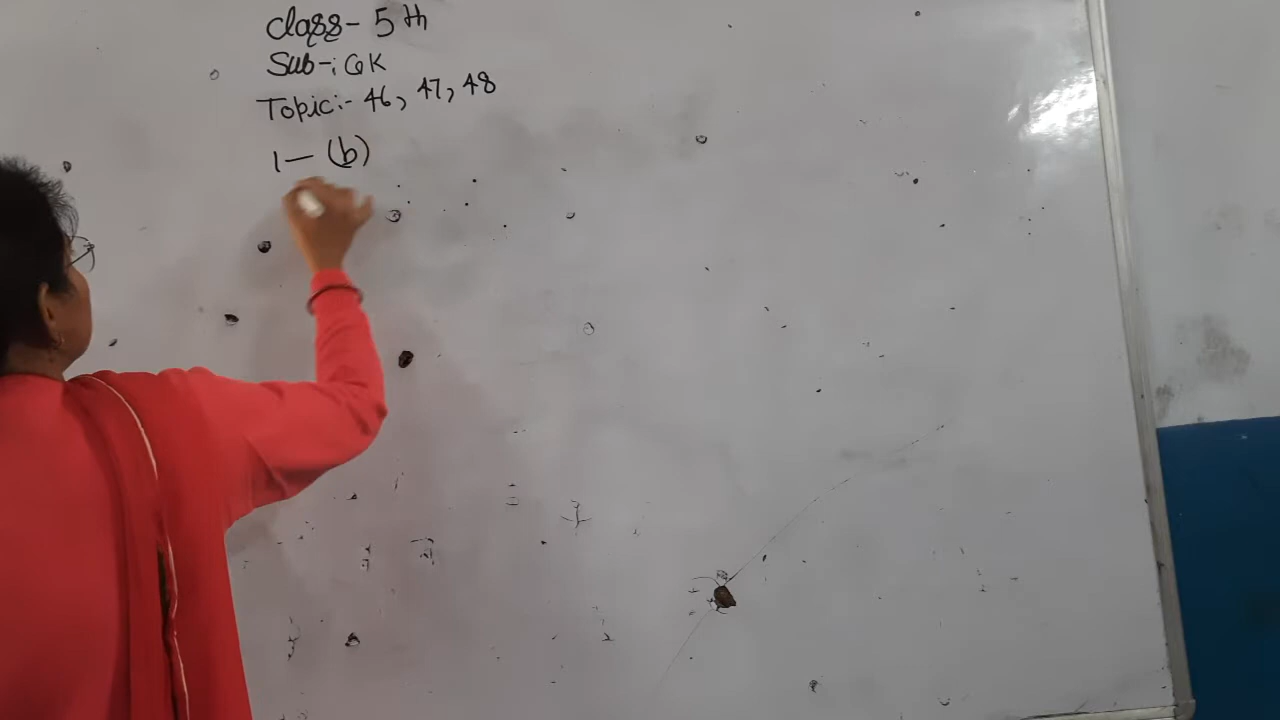 Class- 5th
Sub-: GK
Topic:- 46, 47, 48
1 — (b)